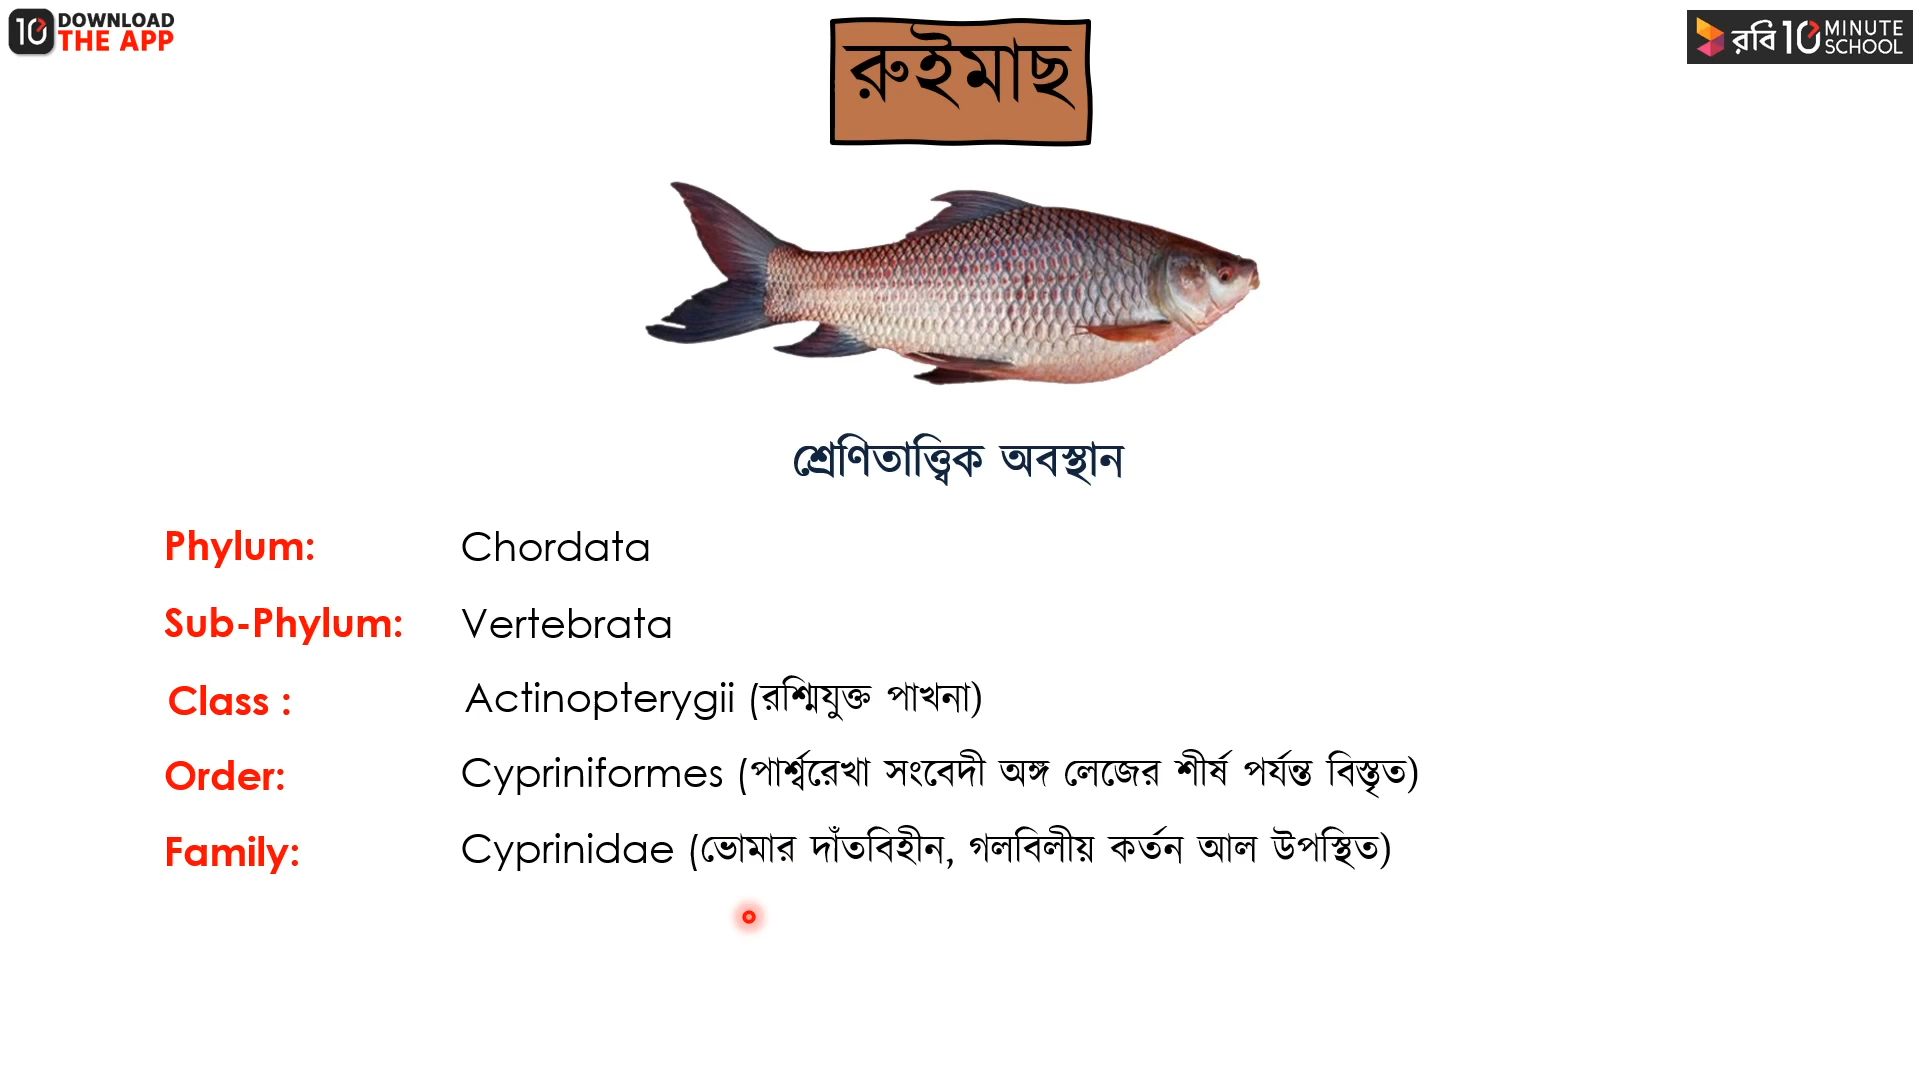 10 DOWNLOAD THE APP
রবি 10 MINUTE SCHOOL
রুইমাছ
শ্রেণিতাত্ত্বিক অবস্থান
Phylum: Chordata
Sub-Phylum: Vertebrata
Class : Actinopterygii (রশ্মিযুক্ত পাখনা)
Order: Cypriniformes (পার্শ্বরেখা সংবেদী অঙ্গ লেজের শীর্ষ পর্যন্ত বিস্তৃত)
Family: Cyprinidae (ভোমার দাঁতবিহীন, গলবিলীয় কর্তন আল উপস্থিত)